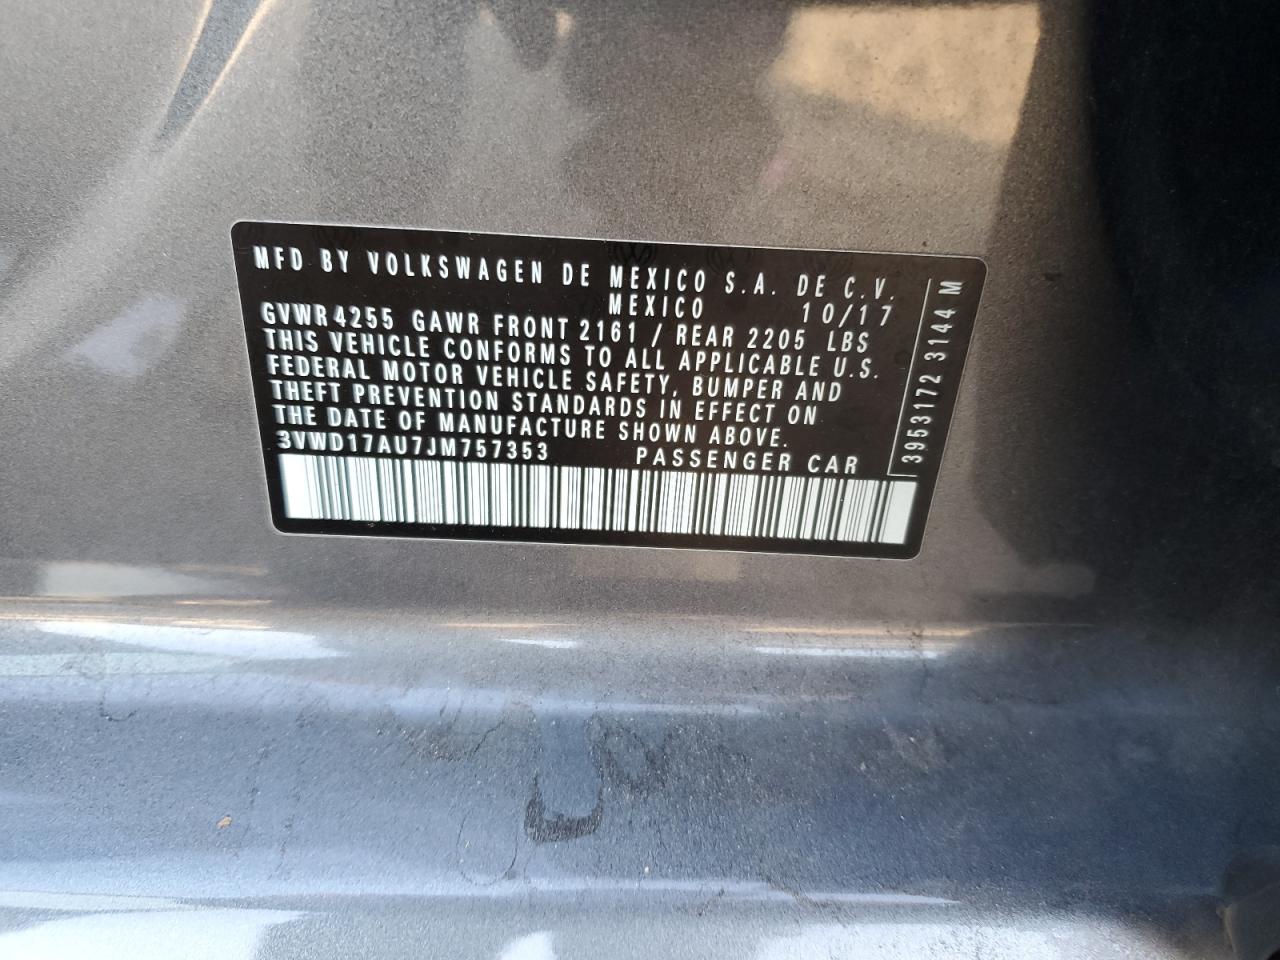 MFD BY VOLKSWAGEN DE MEXICO S.A. DE C.V.
MEXICO 10/17
GVWR 4255 GAWR FRONT 2161 / REAR 2205 LBS
THIS VEHICLE CONFORMS TO ALL APPLICABLE U.S.
FEDERAL MOTOR VEHICLE SAFETY, BUMPER AND
THEFT PREVENTION STANDARDS IN EFFECT ON
THE DATE OF MANUFACTURE SHOWN ABOVE.
3VWD17AU7JM757353 PASSENGER CAR
3953172 3144 M